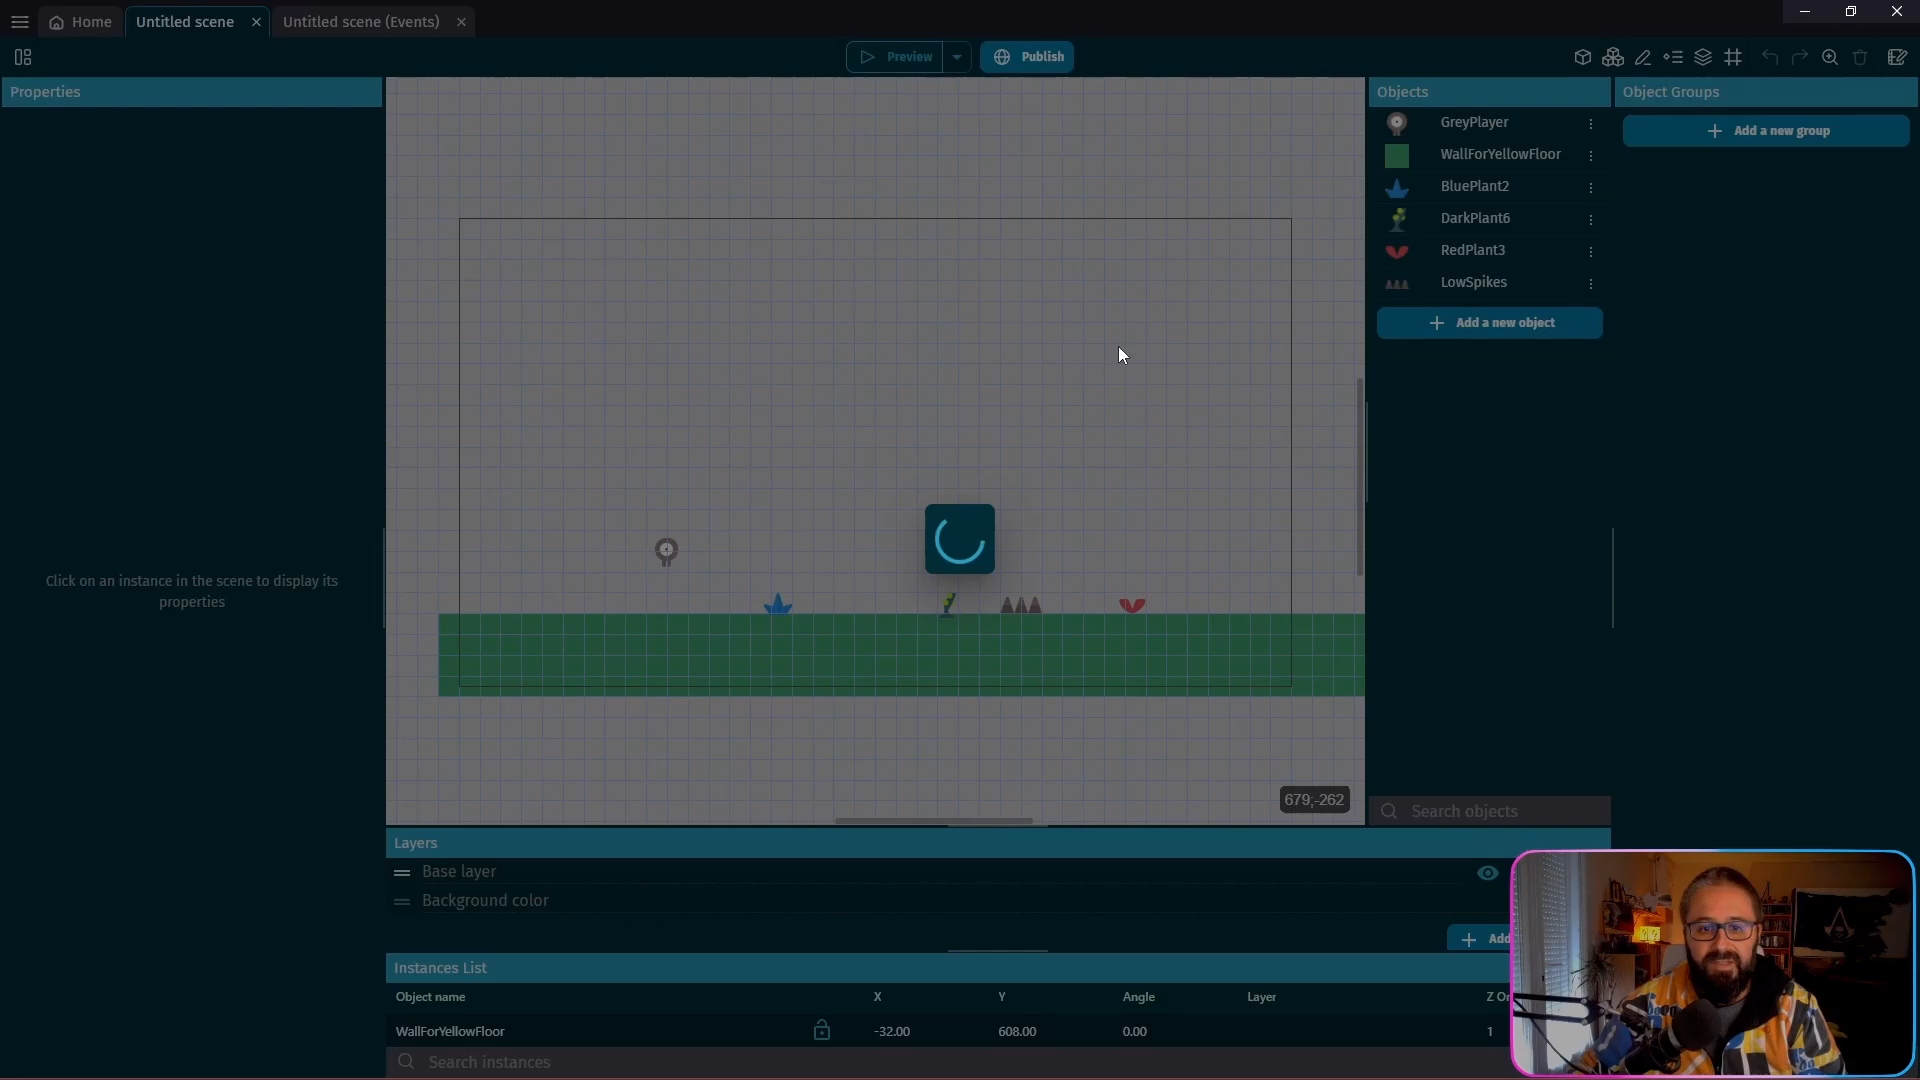 Home
Untitled scene
Untitled scene (Events)
Preview
Publish
Properties
Click on an instance in the scene to display its
properties
679;-262
Objects
GreyPlayer
WallForYellowFloor
BluePlant2
DarkPlant6
RedPlant3
LowSpikes
Add a new object
Search objects
Object Groups
Add a new group
Layers
Base layer
Background color
Add
Instances List
Object name X Y Angle Layer Z Or
WallForYellowFloor -32.00 608.00 0.00 1
Search instances